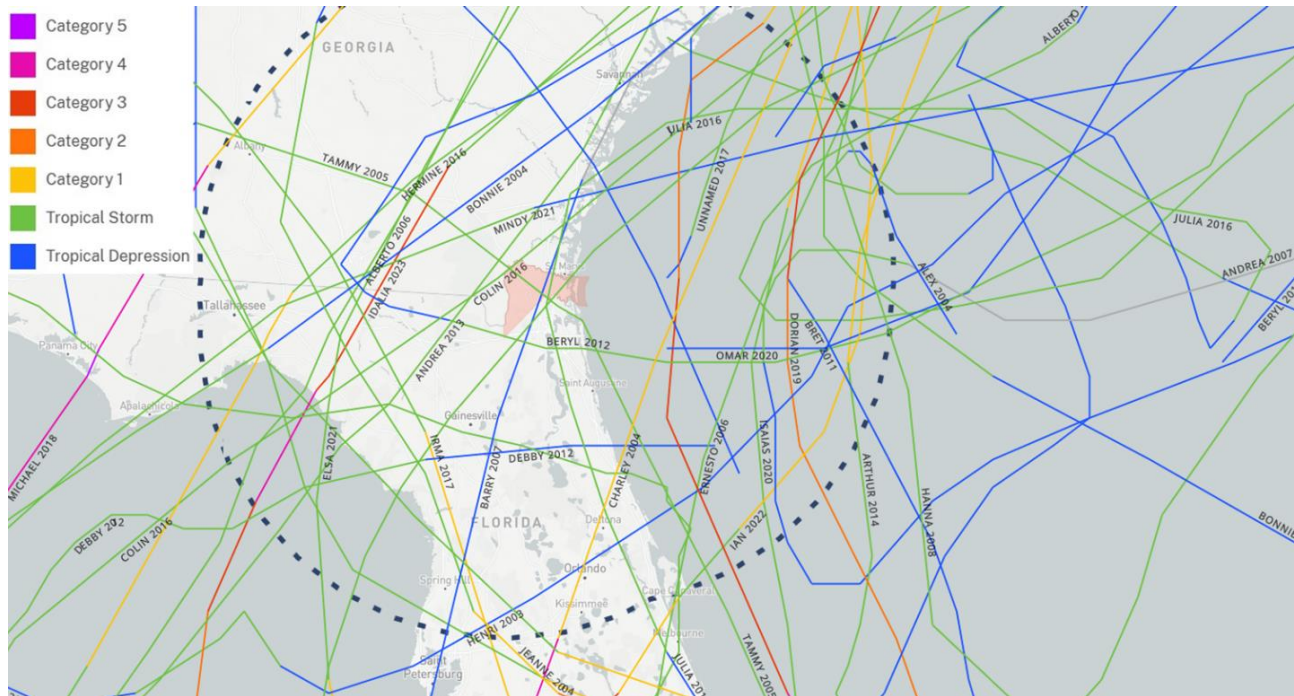 Category 5
Category 4
Category 3
Category 2
Category 1
Tropical Storm
Tropical Depression
GEORGIA
Savannah
ALBERTO
Albany
TAMMY 2005
HERMINE 2016
BONNIE 2004
JULIA 2016
UNNAMED 2017
MINDY 2021
JULIA 2016
ANDREA 2007
ALBERTO 2006
IDALIA 2023
COLIN 2016
ALEX 2004
Tallahassee
ANDREA 2013
BERYL 2012
OMAR 2020
DORIAN 2019
BRET 2011
Panama City
Apalachicola
Saint Augustine
Gainesville
MICHAEL 2018
ELSA 2021
IRMA 2017
BARRY 2007
DEBBY 2012
CHARLEY 2004
ERNESTO 2006
ISAIAS 2020
ARTHUR 2014
HANNA 2008
IAN 2022
BONNIE
COLIN 2016
FLORIDA
Deltona
Spring Hill
Orlando
Kissimmee
Cape Canaveral
Melbourne
HENRI 2003
JEANNE 2004
TAMMY 2005
Saint
Petersburg